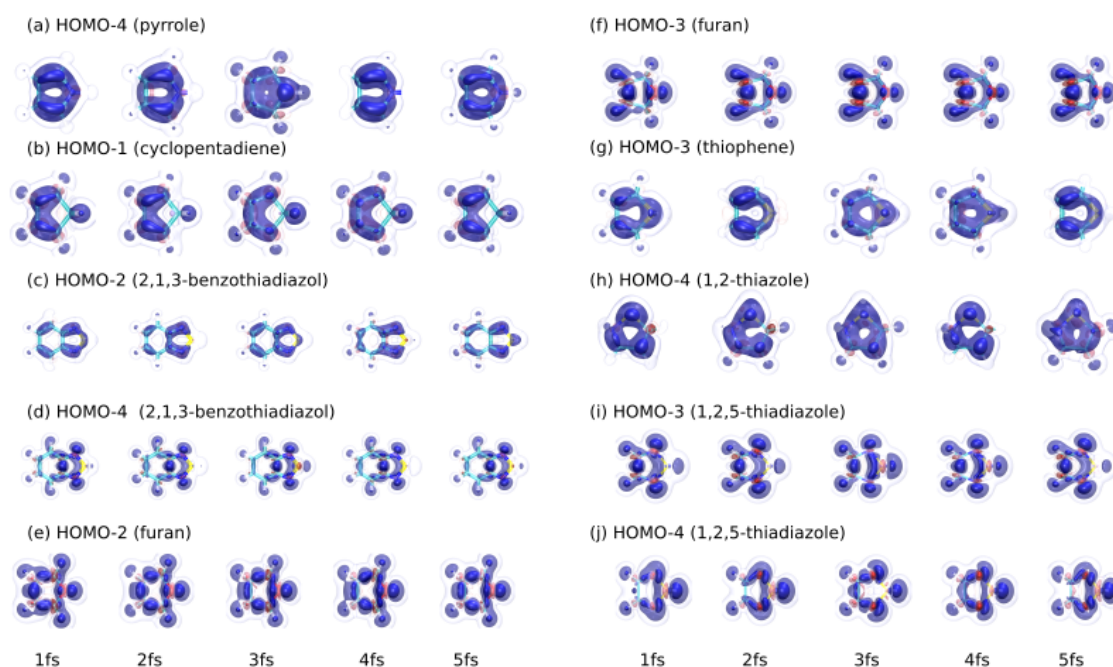 (a) HOMO-4 (pyrrole)
(b) HOMO-1 (cyclopentadiene)
(c) HOMO-2 (2,1,3-benzothiadiazol)
(d) HOMO-4 (2,1,3-benzothiadiazol)
(e) HOMO-2 (furan)
1fs 2fs 3fs 4fs 5fs
(f) HOMO-3 (furan)
(g) HOMO-3 (thiophene)
(h) HOMO-4 (1,2-thiazole)
(i) HOMO-3 (1,2,5-thiadiazole)
(j) HOMO-4 (1,2,5-thiadiazole)
1fs 2fs 3fs 4fs 5fs